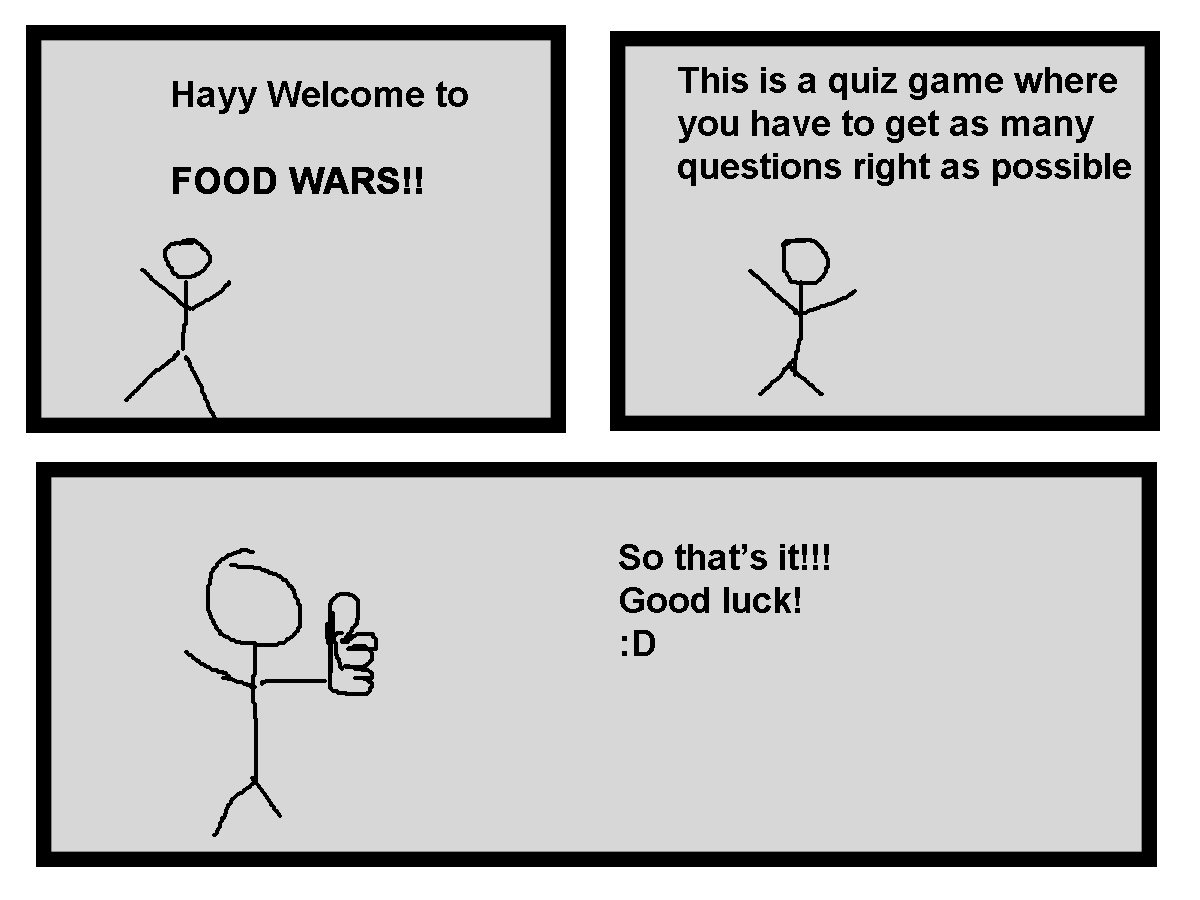 Hayy Welcome to
FOOD WARS!!
This is a quiz game where
you have to get as many
questions right as possible
So that’s it!!!
Good luck!
:D